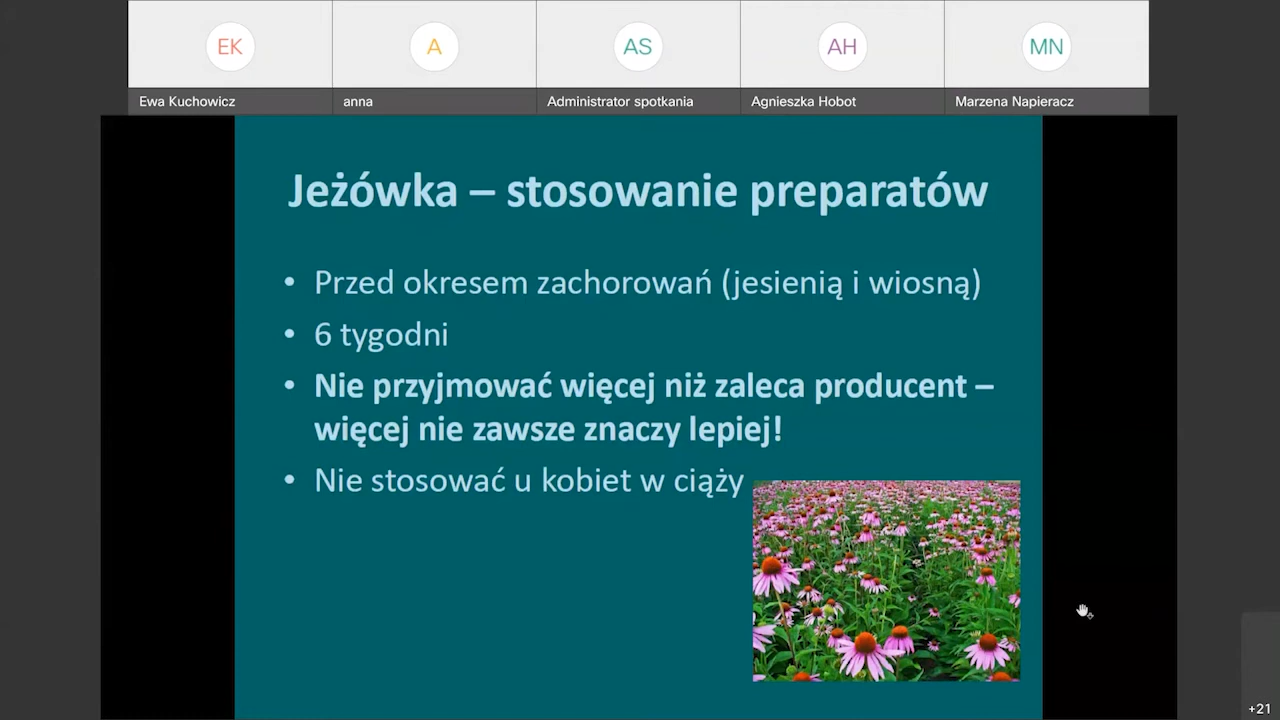 EK
A
AS
AH
MN
Ewa Kuchowicz
anna
Administrator spotkania
Agnieszka Hobot
Marzena Napieracz
Jeżówka – stosowanie preparatów
• Przed okresem zachorowań (jesienią i wiosną)
• 6 tygodni
• Nie przyjmować więcej niż zaleca producent –
więcej nie zawsze znaczy lepiej!
• Nie stosować u kobiet w ciąży
+21